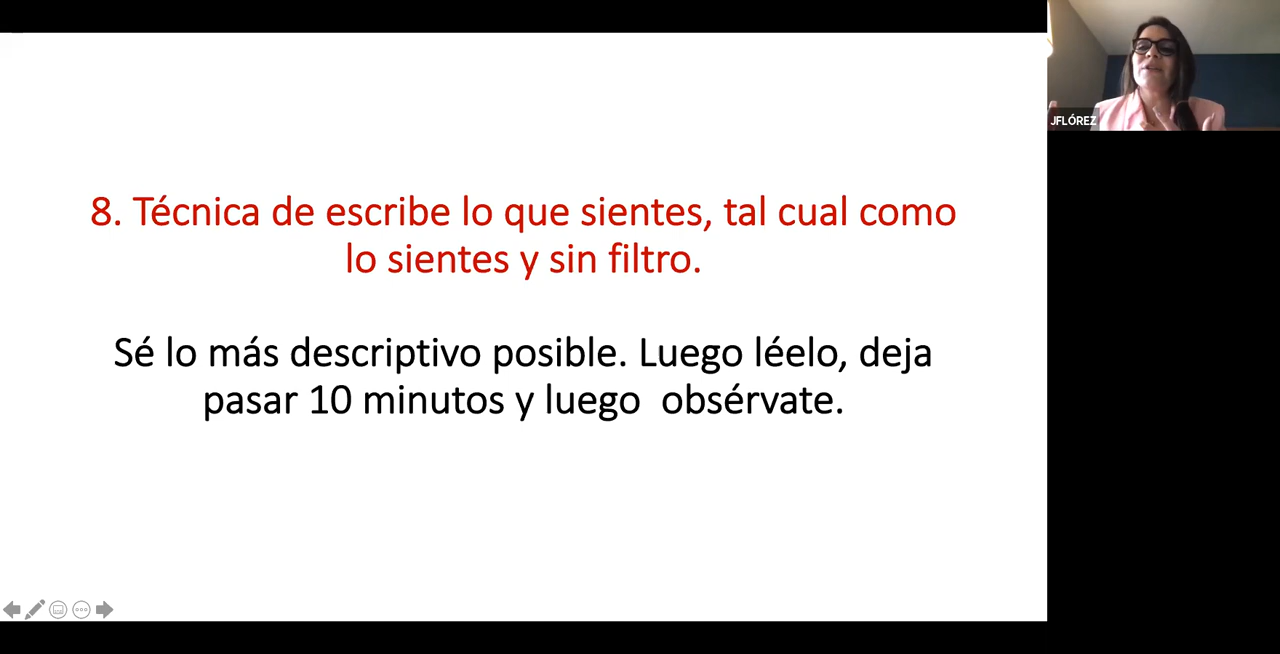 8. Técnica de escribe lo que sientes, tal cual como
lo sientes y sin filtro.
Sé lo más descriptivo posible. Luego léelo, deja
pasar 10 minutos y luego  obsérvate.
JFLÓREZ